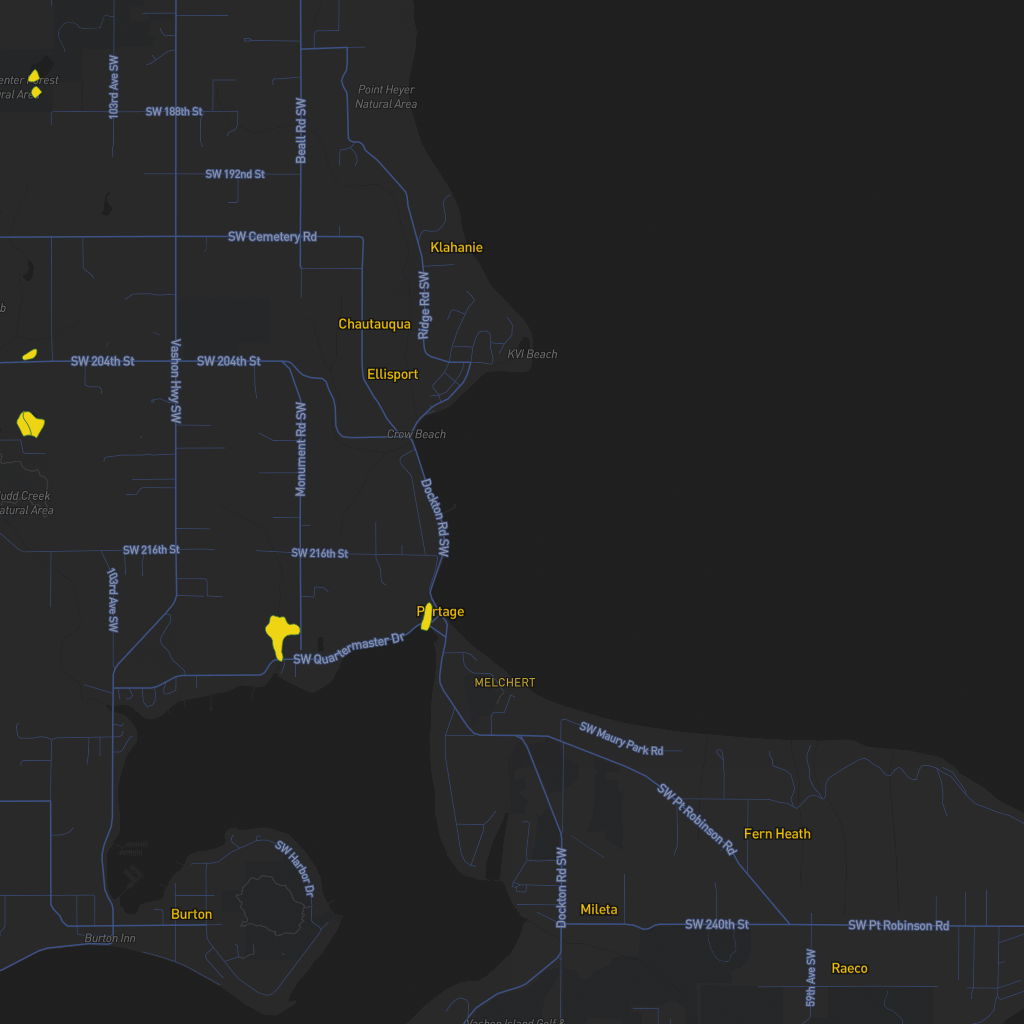 103rd Ave SW
Beall Rd SW
Point Heyer
Natural Area
SW 188th St
SW 192nd St
SW Cemetery Rd
Klahanie
Ridge Rd SW
Chautauqua
KVI Beach
Vashon Hwy SW
SW 204th St
SW 204th St
Ellisport
Monument Rd SW
Crow Beach
Dockton Rd SW
SW 216th St
SW 216th St
103rd Ave SW
SW Quartermaster Dr
MELCHERT
SW Maury Park Rd
SW Pt Robinson Rd
Fern Heath
SW Harbor Dr
Dockton Rd SW
Burton
Mileta
SW 240th St
SW Pt Robinson Rd
Burton Inn
59th Ave SW
Raeco